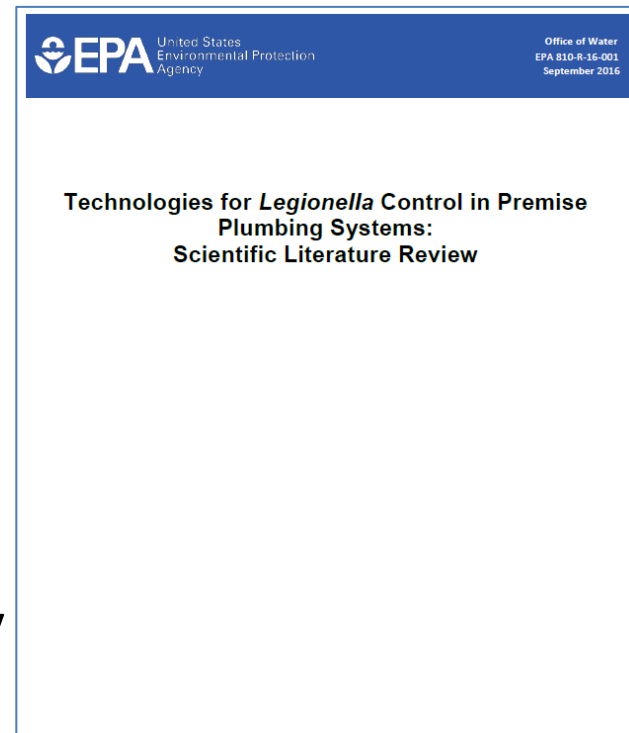 EPA United States
Environmental Protection
Agency
Office of Water
EPA 810-R-16-001
September 2016
Technologies for Legionella Control in Premise
Plumbing Systems:
Scientific Literature Review